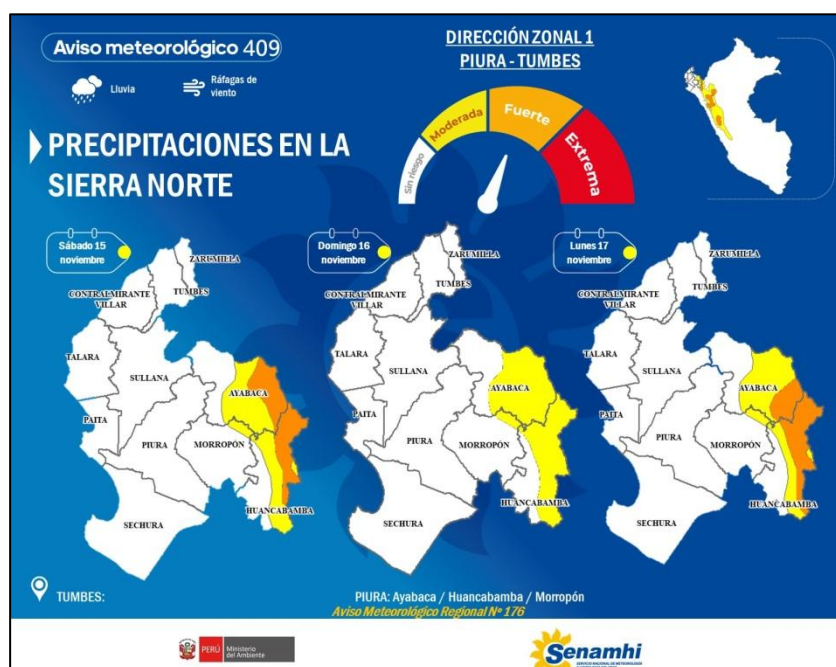 Aviso meteorológico 409
Lluvia
Ráfagas de
viento
DIRECCIÓN ZONAL 1
PIURA - TUMBES
Sin riesgo
Moderada
Fuerte
Extrema
PRECIPITACIONES EN LA
SIERRA NORTE
Sábado 15
noviembre
ZARUMILLA
TUMBES
CONTRALMIRANTE
VILLAR
TALARA
SULLANA
AYABACA
PAITA
PIURA
MORROPÓN
HUANCABAMBA
SECHURA
Domingo 16
noviembre
ZARUMILLA
TUMBES
CONTRALMIRANTE
VILLAR
TALARA
SULLANA
AYABACA
PAITA
PIURA
MORROPÓN
HUANCABAMBA
SECHURA
Lunes 17
noviembre
ZARUMILLA
TUMBES
CONTRALMIRANTE
VILLAR
TALARA
SULLANA
AYABACA
PAITA
PIURA
MORROPÓN
HUANCABAMBA
SECHURA
TUMBES:
PIURA: Ayabaca / Huancabamba / Morropón
Aviso Meteorológico Regional Nº 176
PERÚ
Ministerio
del Ambiente
Senamhi